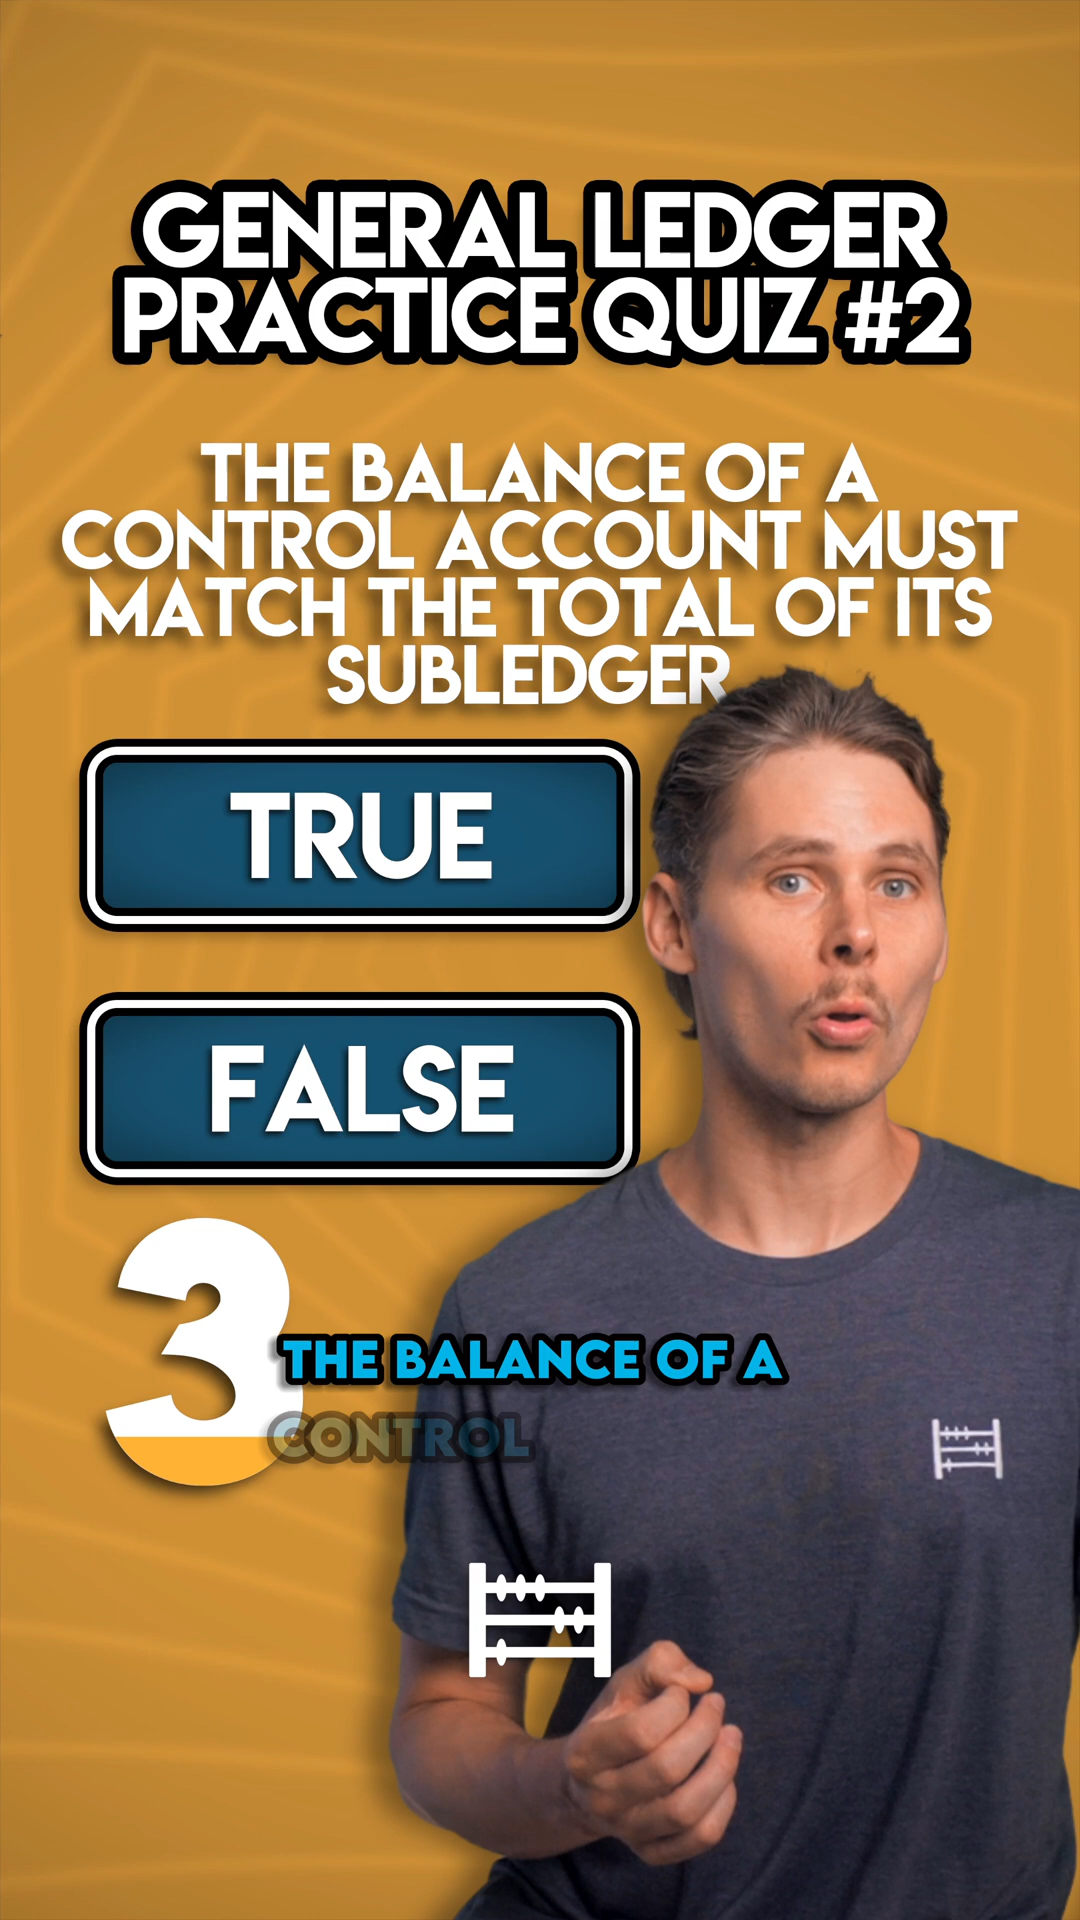 GENERAL LEDGER
PRACTICE QUIZ #2
THE BALANCE OF A
CONTROL ACCOUNT MUST
MATCH THE TOTAL OF ITS
SUBLEDGER
TRUE
FALSE
3
THE BALANCE OF A
CONTROL